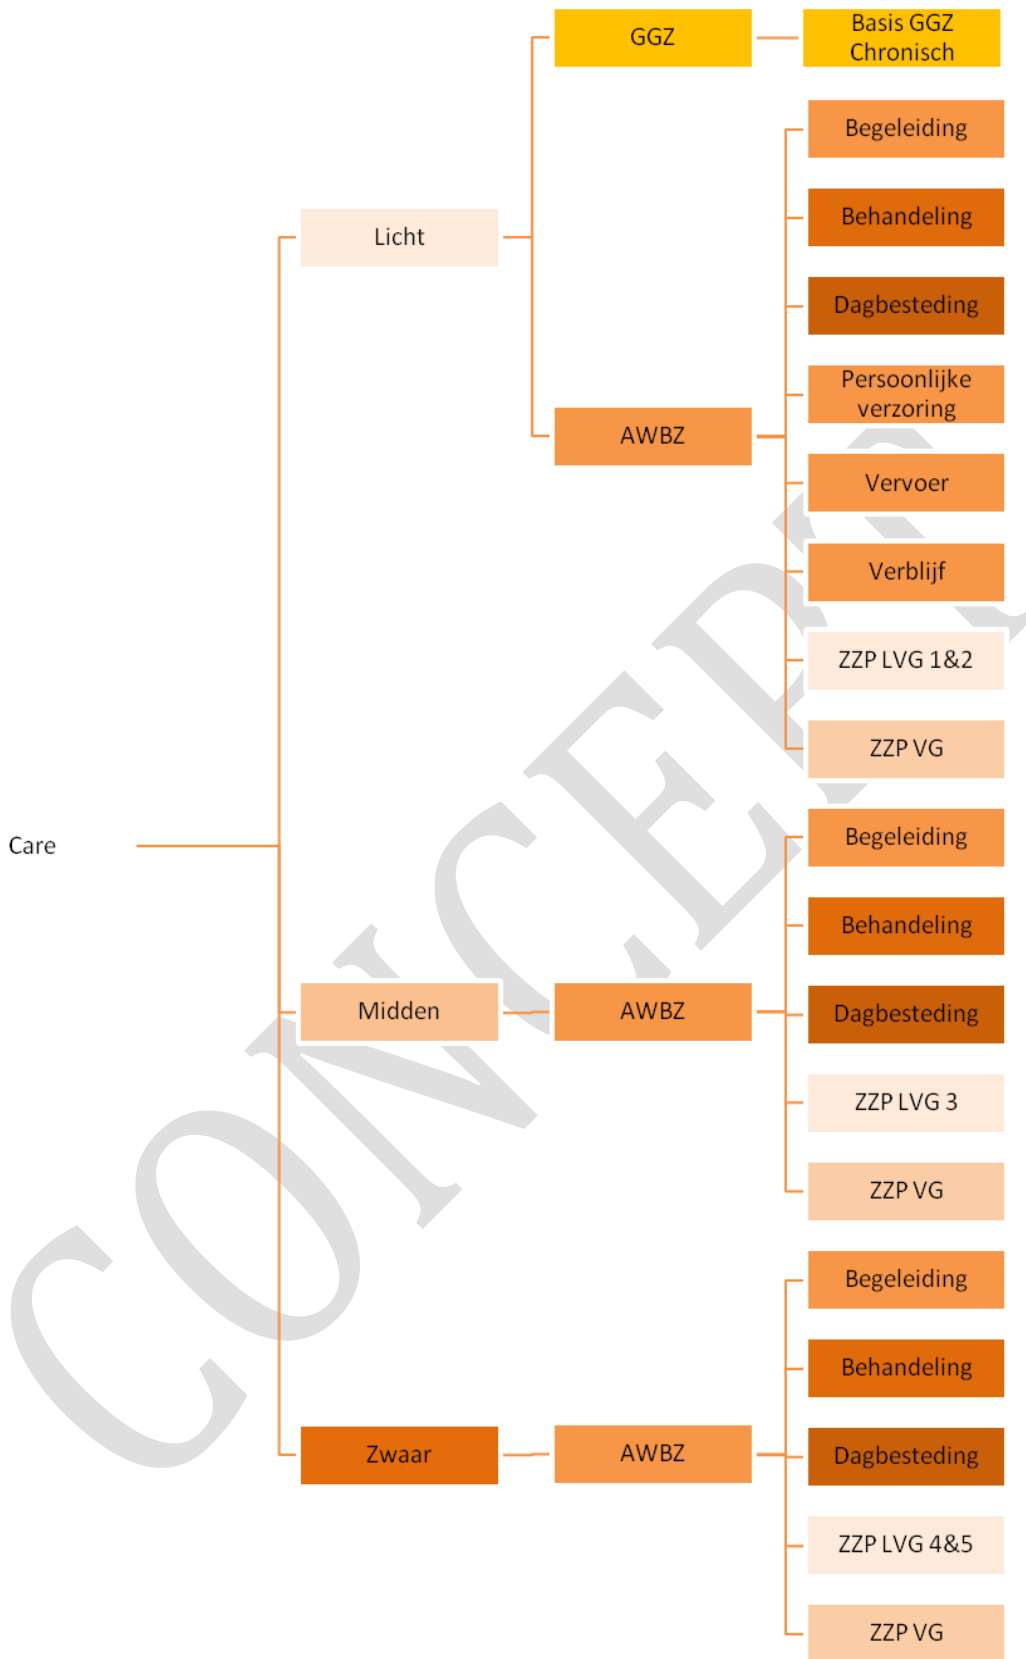 GGZ
Basis GGZ
Chronisch
Begeleiding
Behandeling
Licht
Dagbesteding
Persoonlijke
verzoring
AWBZ
Vervoer
Verblijf
ZZP LVG 1&2
ZZP VG
Care
Begeleiding
Behandeling
Midden
AWBZ
Dagbesteding
ZZP LVG 3
ZZP VG
Begeleiding
Behandeling
Zwaar
AWBZ
Dagbesteding
ZZP LVG 4&5
ZZP VG
CONCEPT